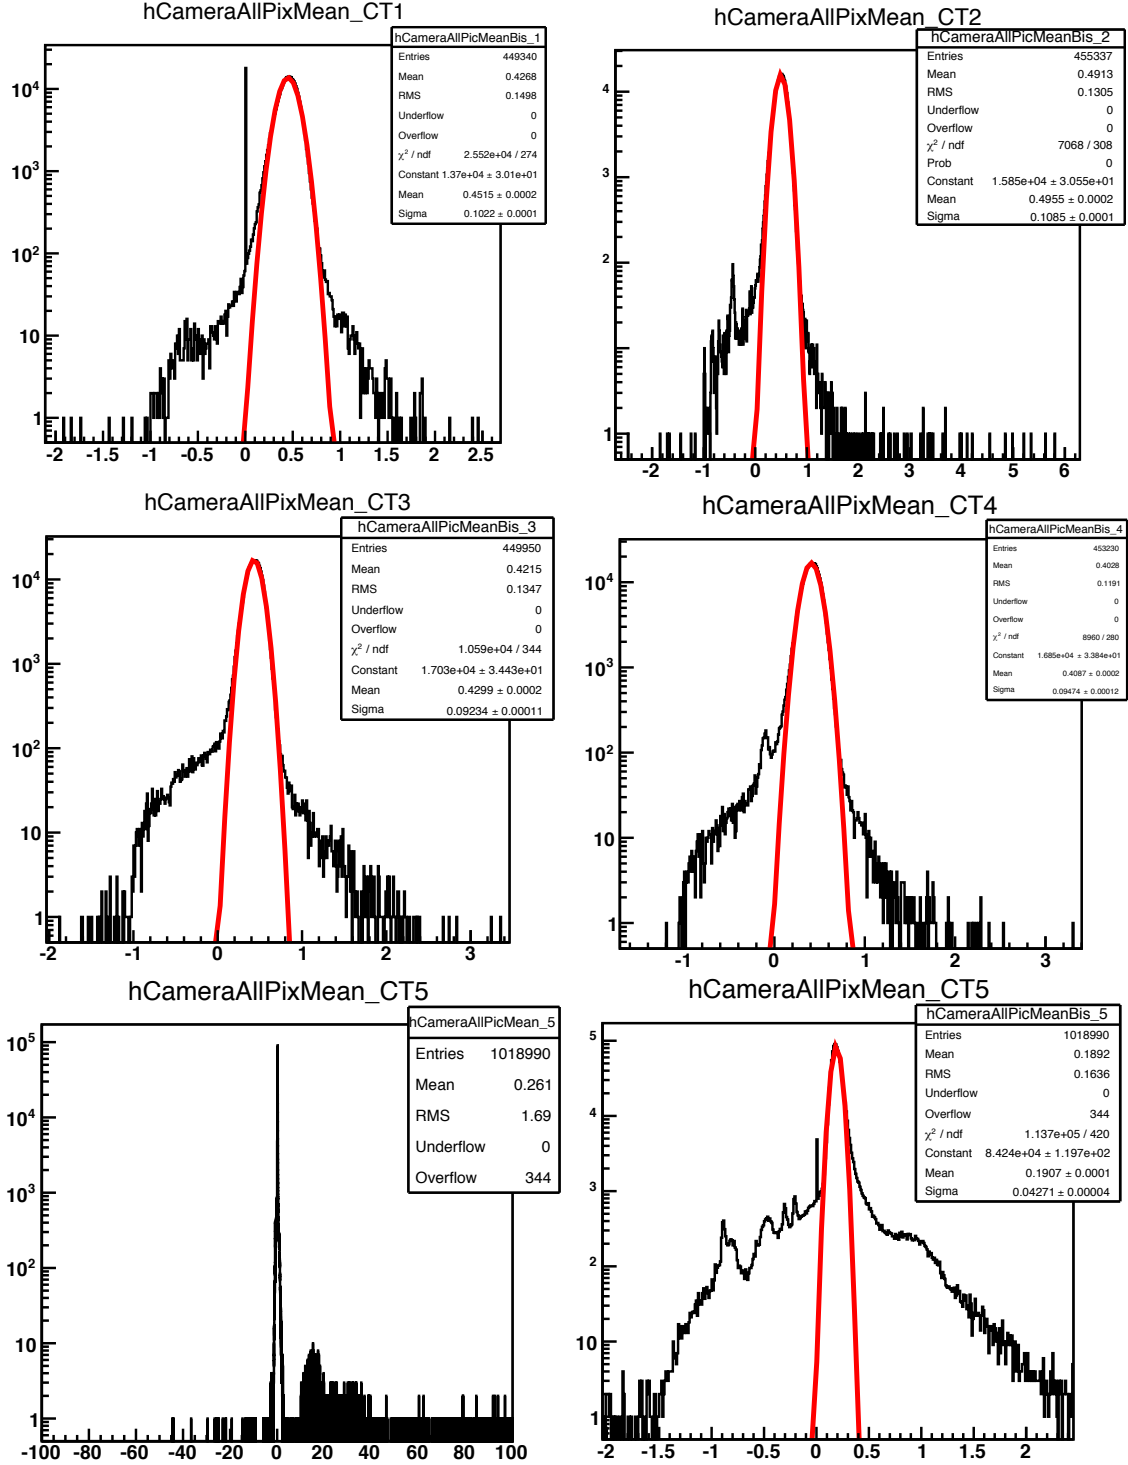 hCameraAllPixMean_CT1
hCameraAllPicMeanBis_1
Entries 449340
Mean 0.4268
RMS 0.1498
Underflow 0
Overflow 0
χ² / ndf 2.552e+04 / 274
Constant 1.37e+04 ± 3.01e+01
Mean 0.4515 ± 0.0002
Sigma 0.1022 ± 0.0001
10⁴
10³
10²
10
1
-2 -1.5 -1 -0.5 0 0.5 1 1.5 2 2.5
hCameraAllPixMean_CT2
hCameraAllPicMeanBis_2
Entries 455337
Mean 0.4913
RMS 0.1305
Underflow 0
Overflow 0
χ² / ndf 7068 / 308
Prob 0
Constant 1.585e+04 ± 3.055e+01
Mean 0.4955 ± 0.0002
Sigma 0.1085 ± 0.0001
4
3
2
1
-2 -1 0 1 2 3 4 5 6
hCameraAllPixMean_CT3
hCameraAllPicMeanBis_3
Entries 449950
Mean 0.4215
RMS 0.1347
Underflow 0
Overflow 0
χ² / ndf 1.059e+04 / 344
Constant 1.703e+04 ± 3.443e+01
Mean 0.4299 ± 0.0002
Sigma 0.09234 ± 0.00011
10⁴
10³
10²
10
1
-2 -1 0 1 2 3
hCameraAllPixMean_CT4
hCameraAllPicMeanBis_4
Entries 453230
Mean 0.4028
RMS 0.1191
Underflow 0
Overflow 0
χ² / ndf 8960 / 280
Constant 1.685e+04 ± 3.384e+01
Mean 0.4087 ± 0.0002
Sigma 0.09474 ± 0.00012
10⁴
10³
10²
10
1
-1 0 1 2 3
hCameraAllPixMean_CT5
hCameraAllPicMean_5
Entries 1018990
Mean 0.261
RMS 1.69
Underflow 0
Overflow 344
10⁵
10⁴
10³
10²
10
1
-100 -80 -60 -40 -20 0 20 40 60 80 100
hCameraAllPixMean_CT5
hCameraAllPicMeanBis_5
Entries 1018990
Mean 0.1892
RMS 0.1636
Underflow 0
Overflow 344
χ² / ndf 1.137e+05 / 420
Constant 8.424e+04 ± 1.197e+02
Mean 0.1907 ± 0.0001
Sigma 0.04271 ± 0.00004
5
4
3
2
10
1
-2 -1.5 -1 -0.5 0 0.5 1 1.5 2